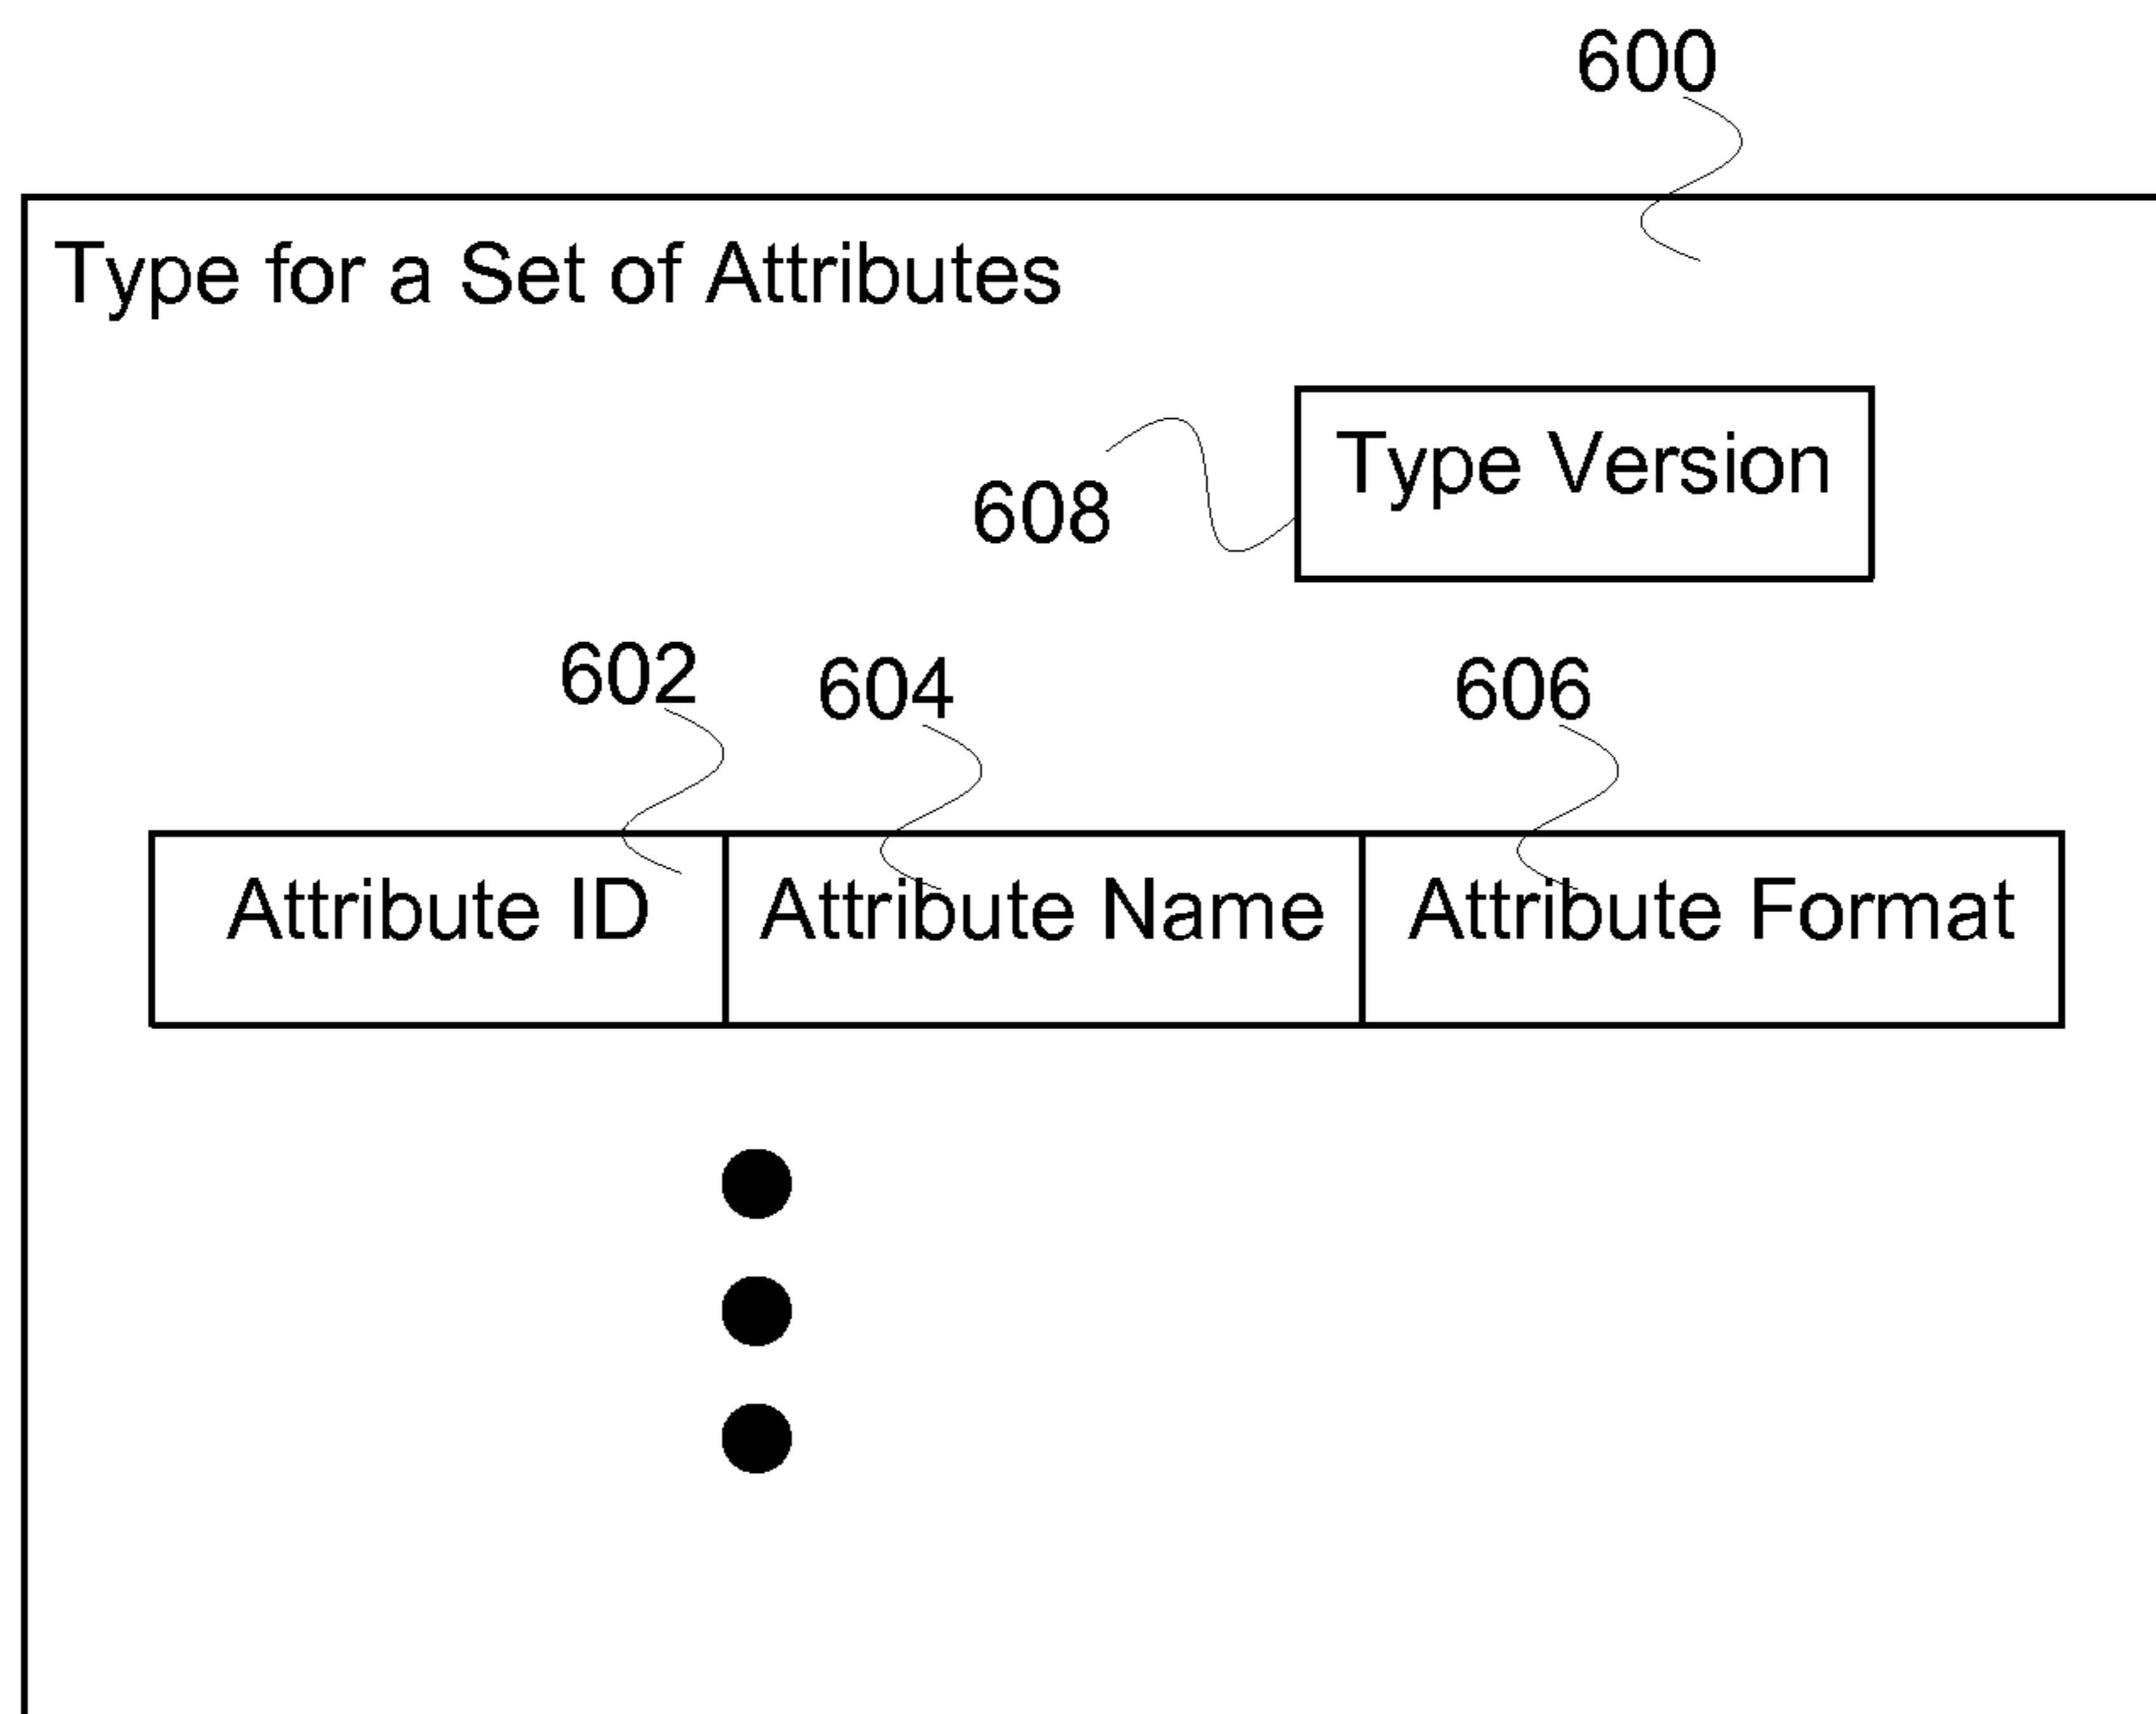 600
Type for a Set of Attributes
Type Version
608
602 604 606
Attribute ID Attribute Name Attribute Format